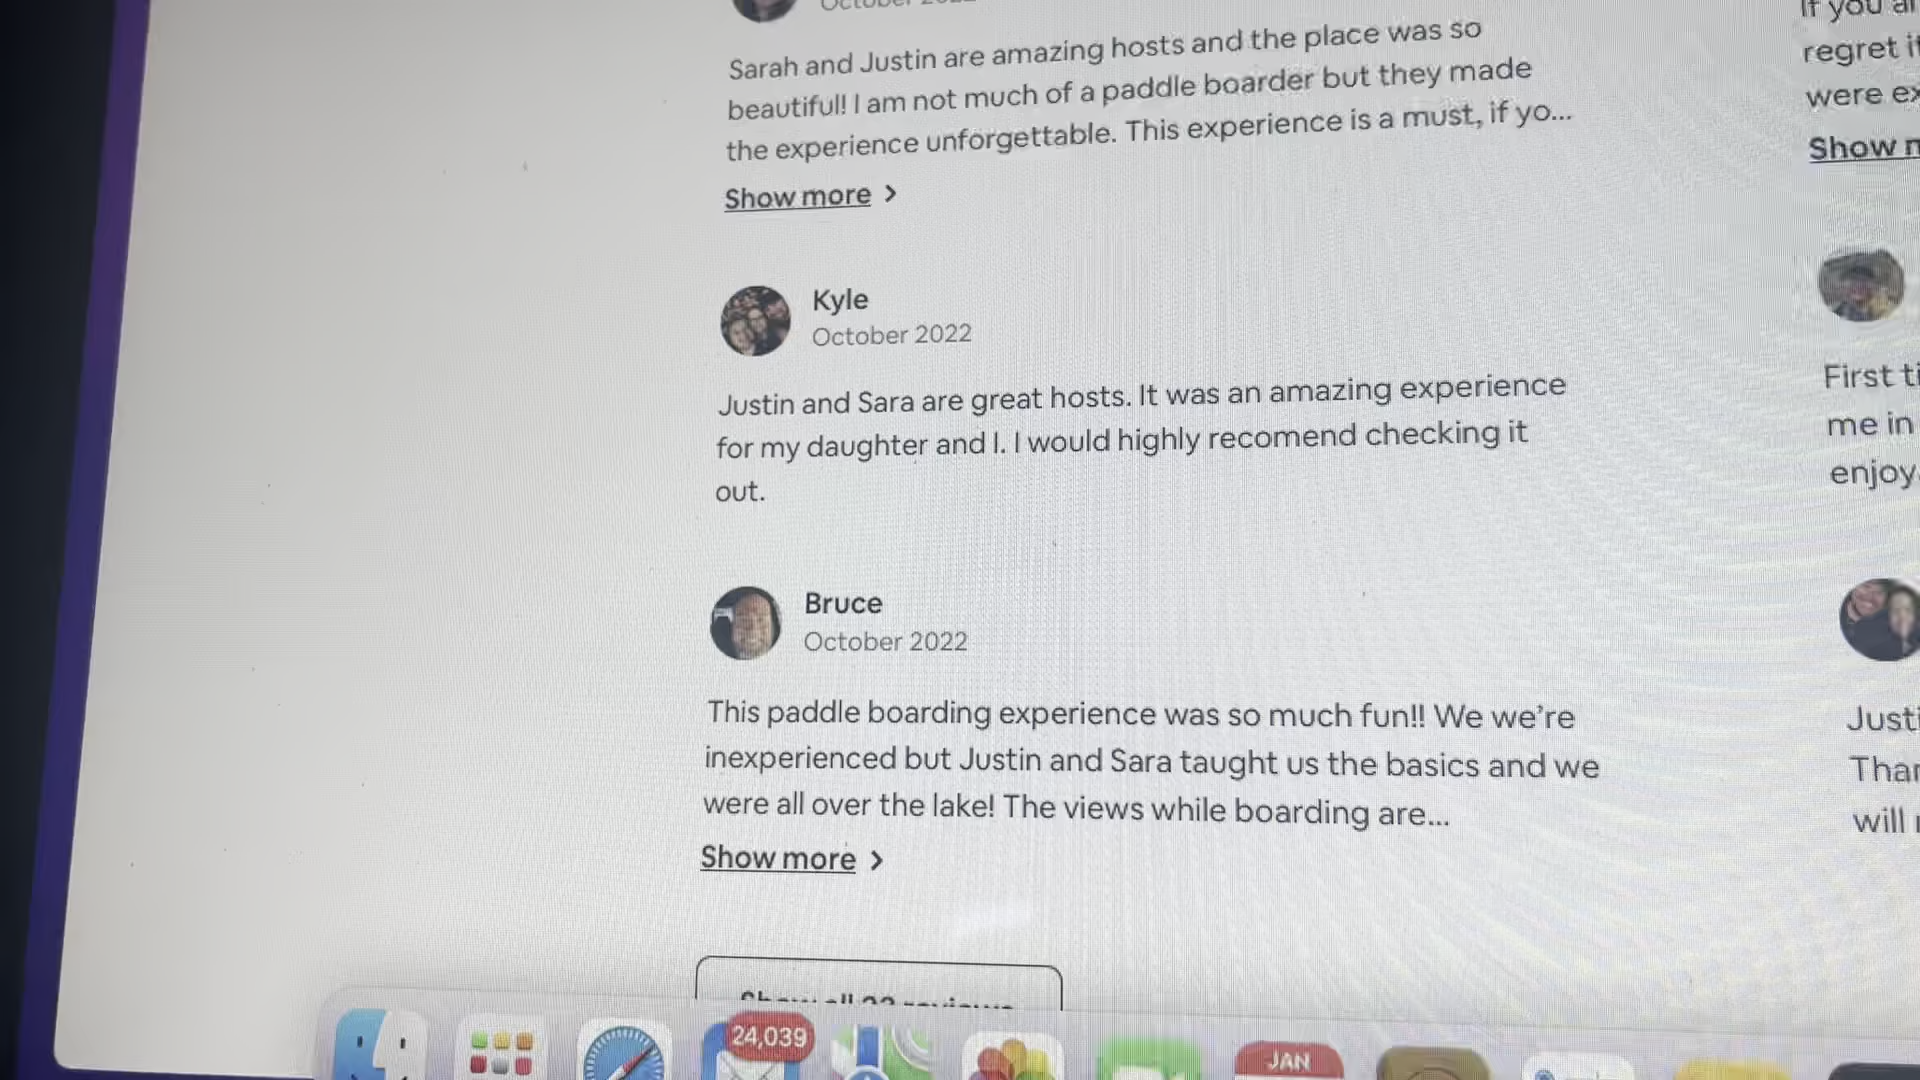 October
Sarah and Justin are amazing hosts and the place was so
beautiful! I am not much of a paddle boarder but they made
the experience unforgettable. This experience is a must, if yo...
Show more
Kyle
October 2022
Justin and Sara are great hosts. It was an amazing experience
for my daughter and I. I would highly recomend checking it
out.
Bruce
October 2022
This paddle boarding experience was so much fun!! We we're
inexperienced but Justin and Sara taught us the basics and we
were all over the lake! The views while boarding are...
Show more
If you
regret
were
Show
First
me in
enjoy
Justi
will
24,039
JAN